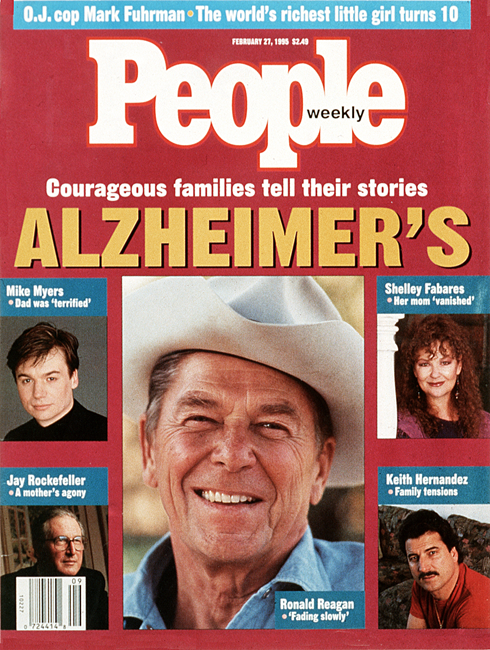 O.J. cop Mark Fuhrman • The world's richest little girl turns 10
FEBRUARY 27, 1995 $2.49
People
weekly
Courageous families tell their stories
ALZHEIMER'S
Mike Myers
• Dad was 'terrified'
Shelley Fabares
• Her mom 'vanished'
Jay Rockefeller
• A mother's agony
Keith Hernandez
• Family tensions
Ronald Reagan
• 'Fading slowly'
09
10227
0 724414 8